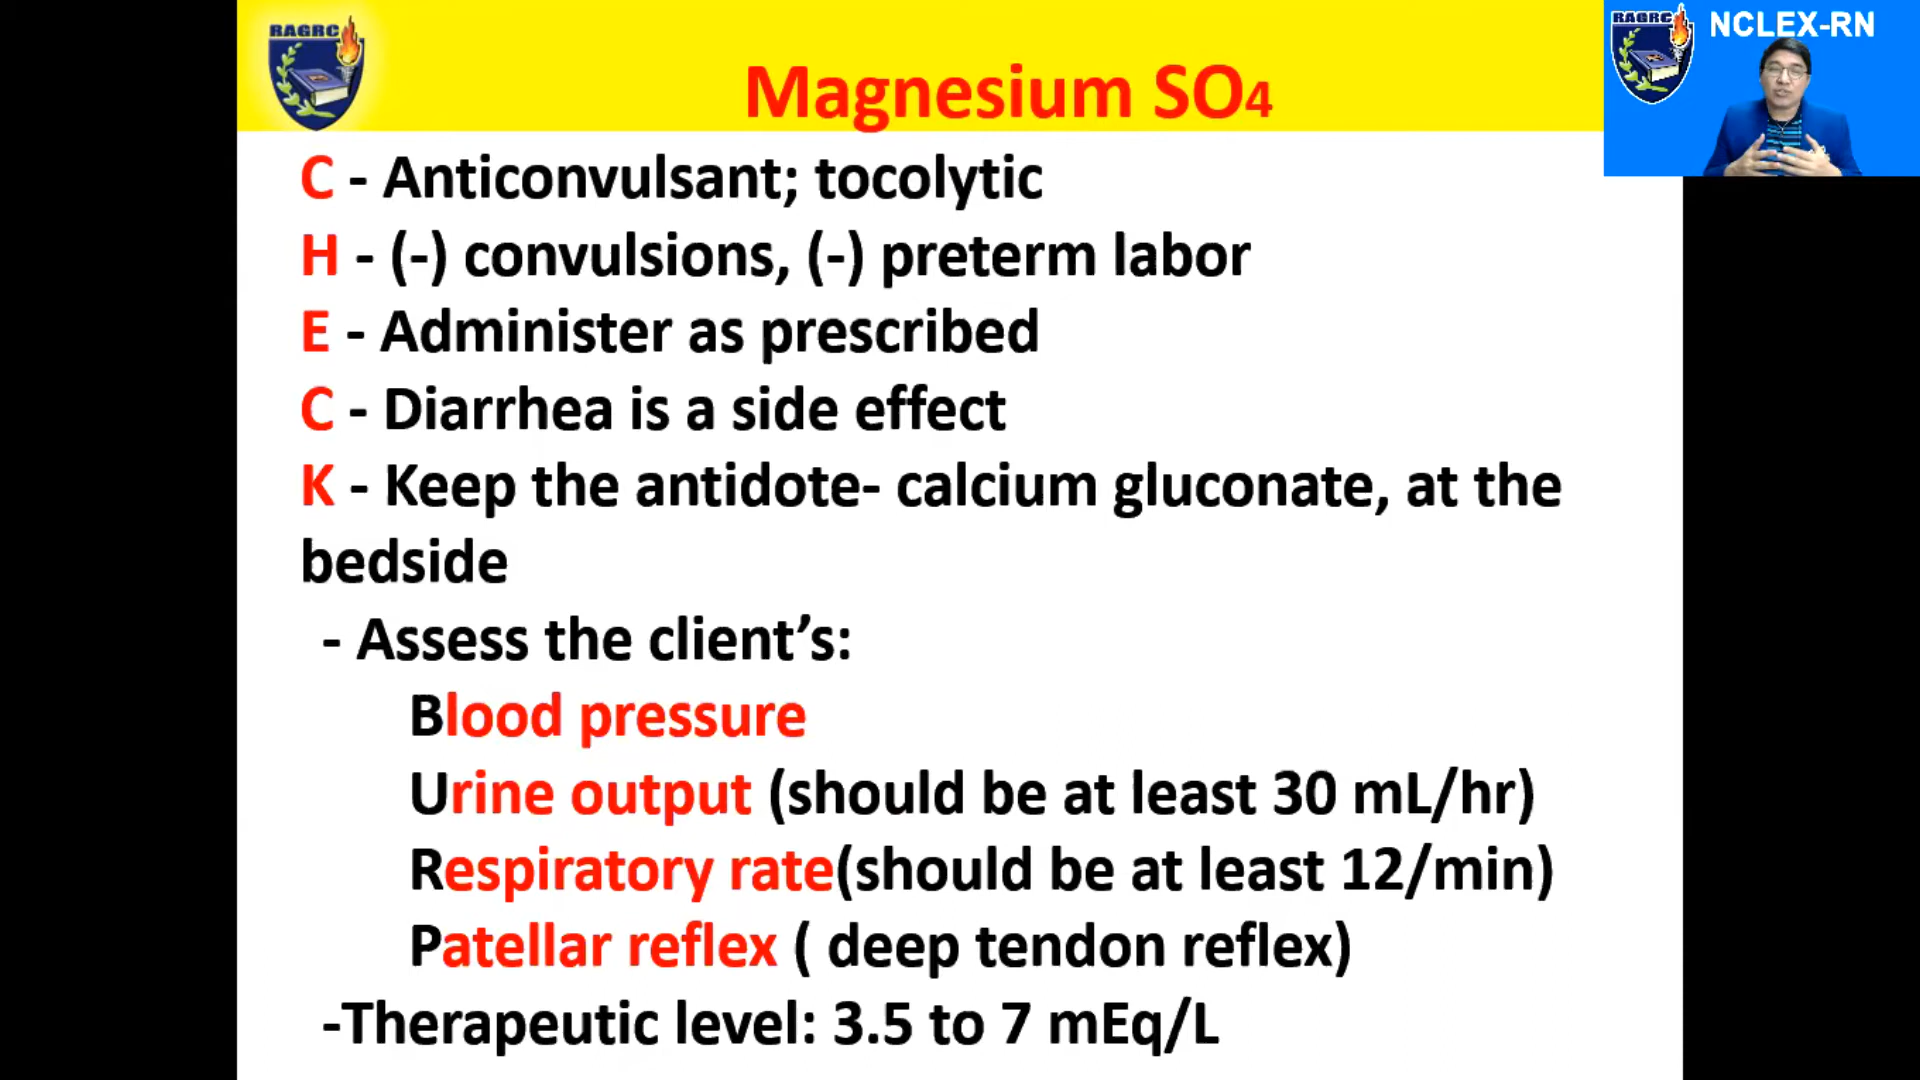 RAGRC
Magnesium SO4
RAGRC
NCLEX-RN
C - Anticonvulsant; tocolytic
H - (-) convulsions, (-) preterm labor
E - Administer as prescribed
C - Diarrhea is a side effect
K - Keep the antidote- calcium gluconate, at the
bedside
- Assess the client’s:
Blood pressure
Urine output (should be at least 30 mL/hr)
Respiratory rate(should be at least 12/min)
Patellar reflex ( deep tendon reflex)
-Therapeutic level: 3.5 to 7 mEq/L